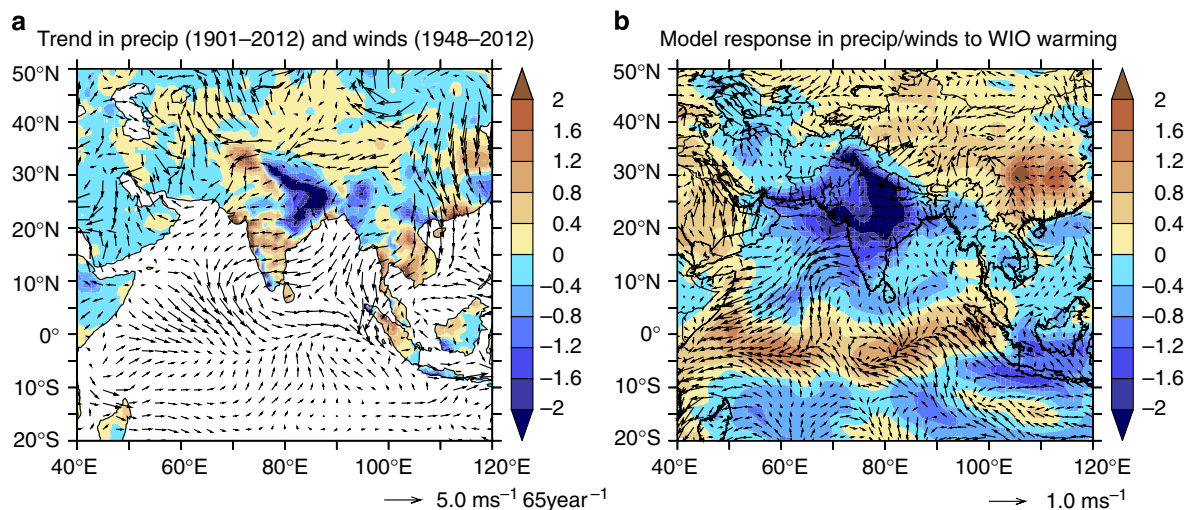 a
Trend in precip (1901–2012) and winds (1948–2012)
50°N
40°N
30°N
20°N
10°N
0°
10°S
20°S
40°E
60°E
80°E
100°E
120°E
2
1.6
1.2
0.8
0.4
0
−0.4
−0.8
−1.2
−1.6
−2
5.0 ms⁻¹ 65year⁻¹
b
Model response in precip/winds to WIO warming
50°N
40°N
30°N
20°N
10°N
0°
10°S
20°S
40°E
60°E
80°E
100°E
120°E
2
1.6
1.2
0.8
0.4
0
−0.4
−0.8
−1.2
−1.6
−2
1.0 ms⁻¹